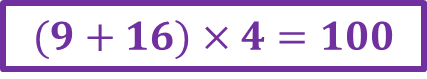 (9 + 16) × 4 = 100